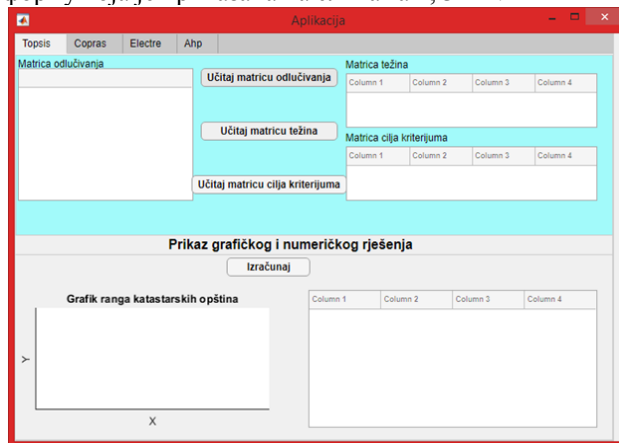 Aplikacija
Topsis Copras Electre Ahp
Matrica odlučivanja
Učitaj matricu odlučivanja
Matrica težina
Column 1 Column 2 Column 3 Column 4
Učitaj matricu težina
Matrica cilja kriterijuma
Column 1 Column 2 Column 3 Column 4
Učitaj matricu cilja kriterijuma
Prikaz grafičkog i numeričkog rješenja
Izračunaj
Grafik ranga katastarskih opština
Column 1 Column 2 Column 3 Column 4
Y
X